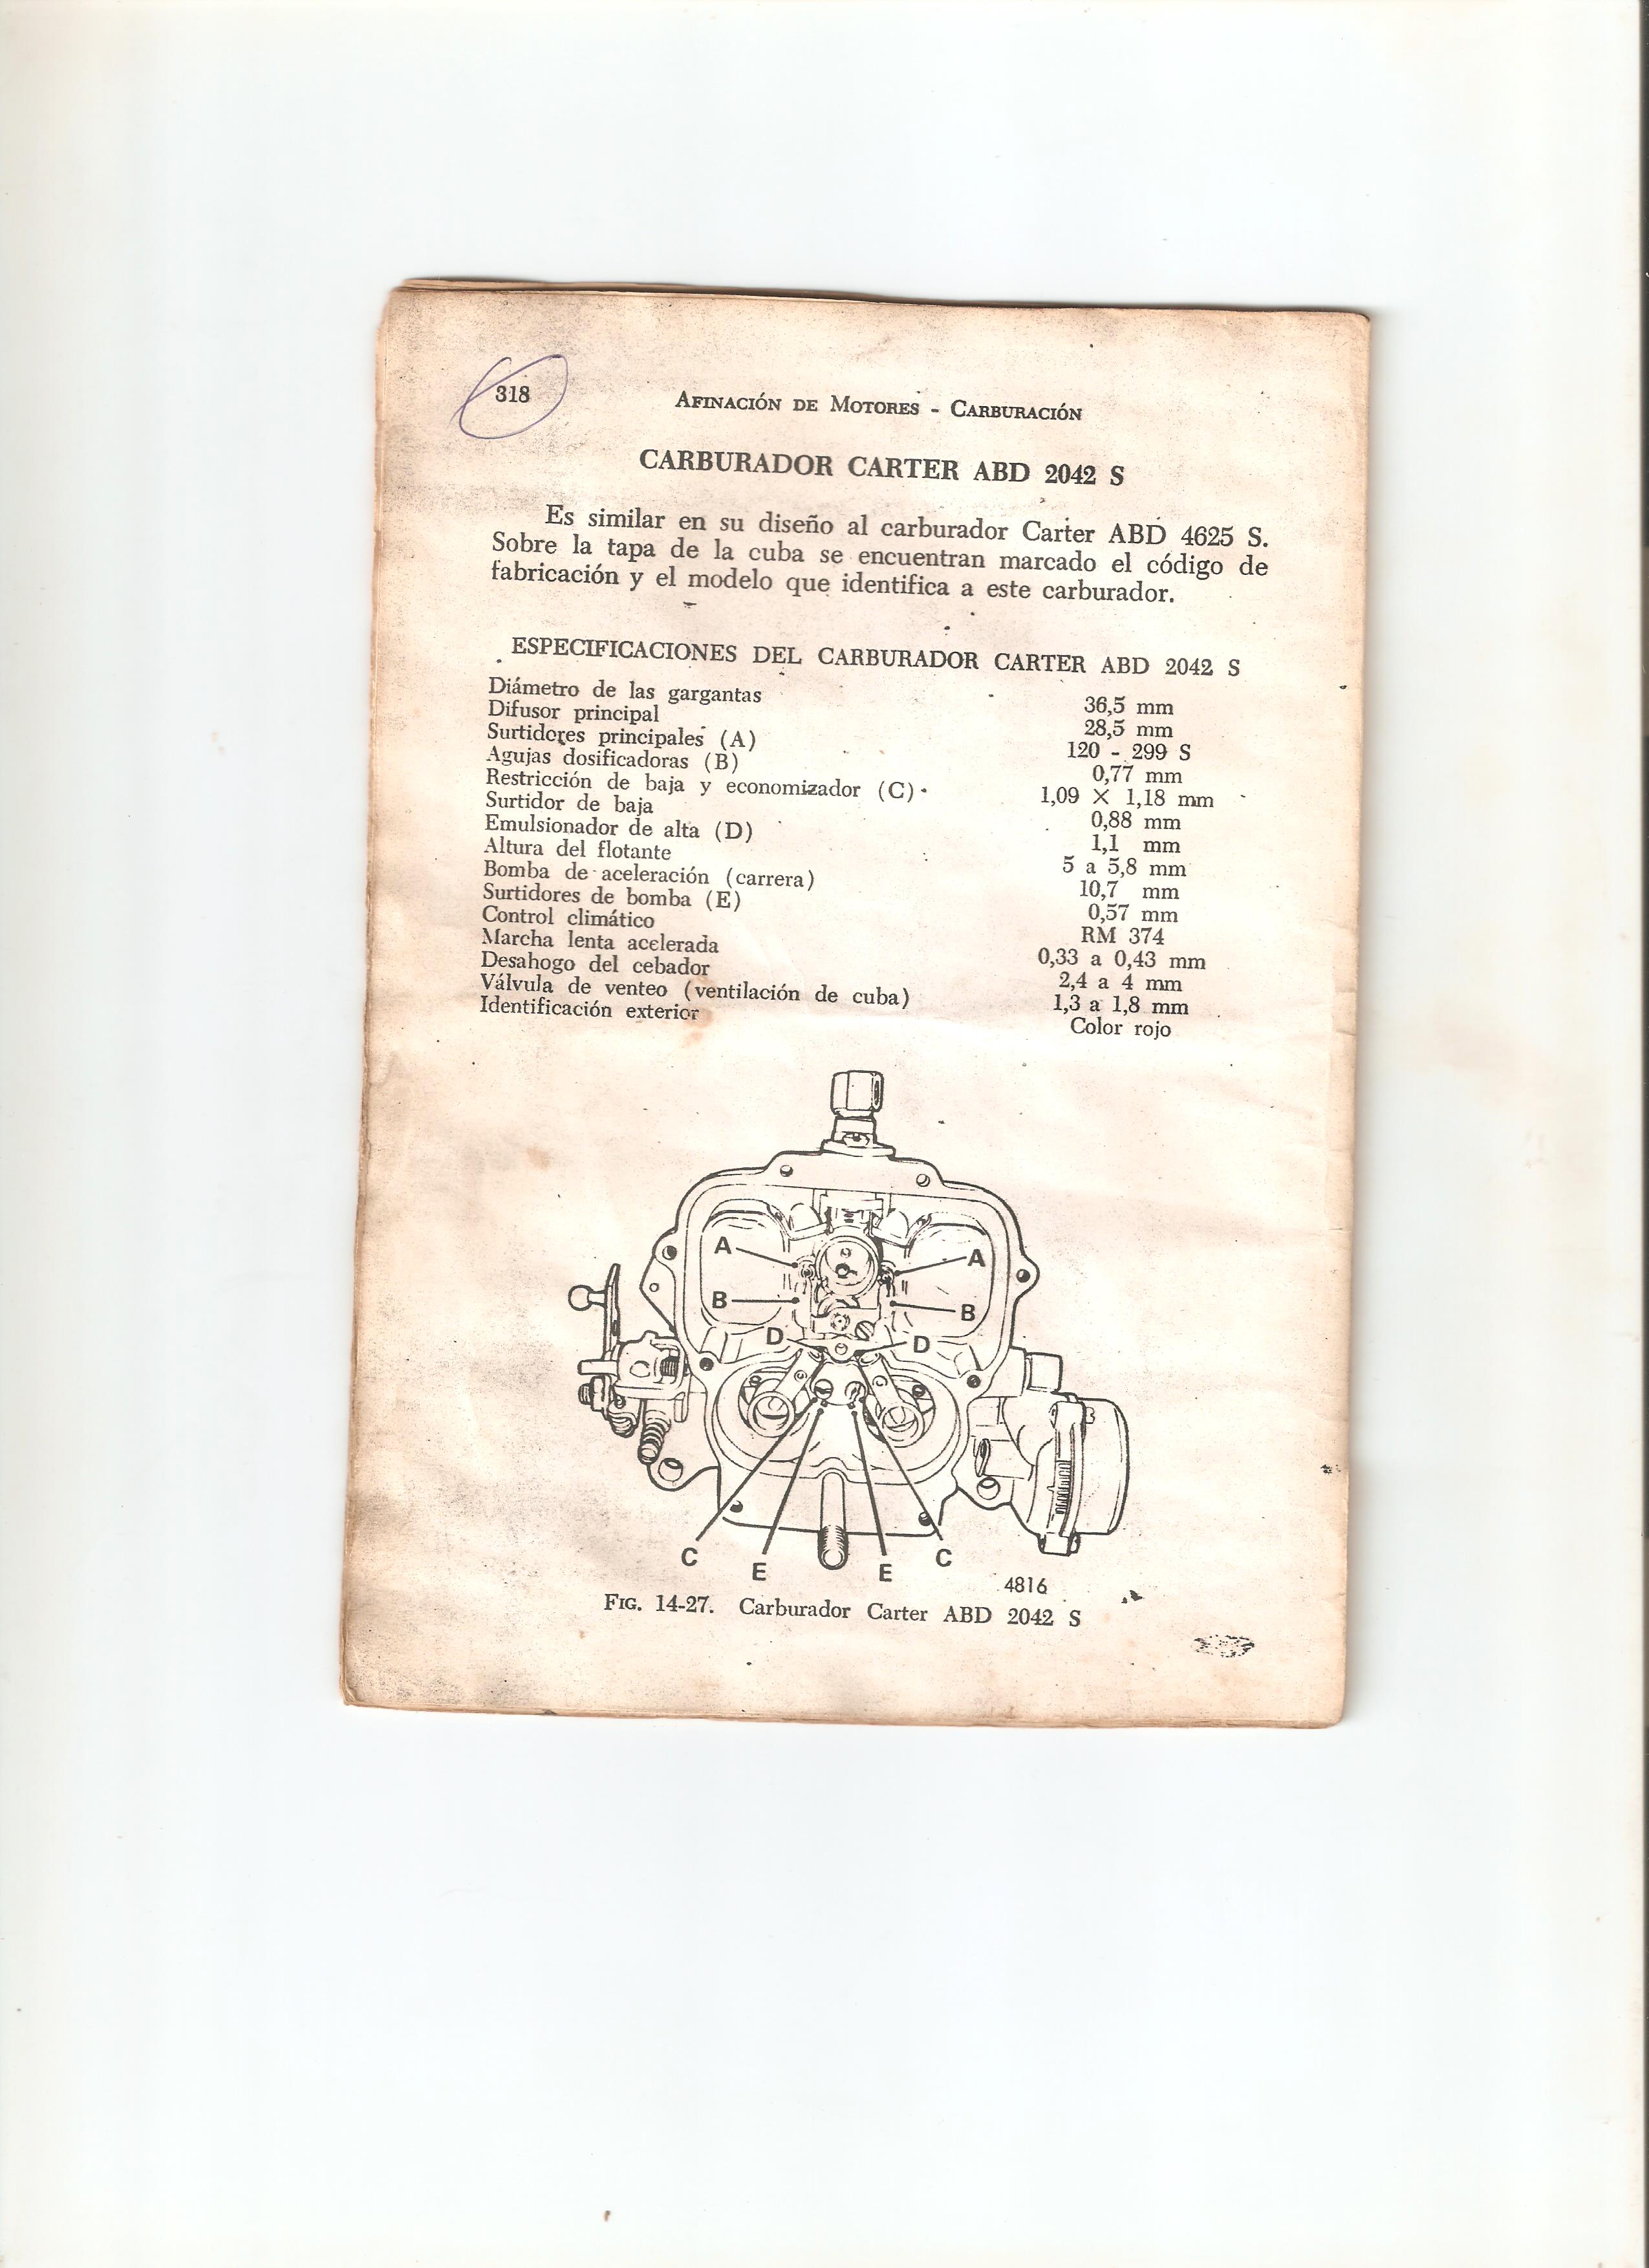 318
AFINACIÓN DE MOTORES - CARBURACIÓN
CARBURADOR CARTER ABD 2042 S
Es similar en su diseño al carburador Carter ABD 4625 S.
Sobre la tapa de la cuba se encuentran marcado el código de
fabricación y el modelo que identifica a este carburador.
ESPECIFICACIONES DEL CARBURADOR CARTER ABD 2042 S
Diámetro de las gargantas 36,5 mm
Difusor principal 28,5 mm
Surtidores principales (A) 120 - 299 S
Agujas dosificadoras (B) 0,77 mm
Restricción de baja y economizador (C) 1,09 X 1,18 mm
Surtidor de baja 0,88 mm
Emulsionador de alta (D) 1,1 mm
Altura del flotante 5 a 5,8 mm
Bomba de aceleración (carrera) 10,7 mm
Surtidores de bomba (E) 0,57 mm
Control climático RM 374
Marcha lenta acelerada 0,33 a 0,43 mm
Desahogo del cebador 2,4 a 4 mm
Válvula de venteo (ventilación de cuba) 1,3 a 1,8 mm
Identificación exterior Color rojo
A A
B B
D D
C E E C
4816
FIG. 14-27. Carburador Carter ABD 2042 S